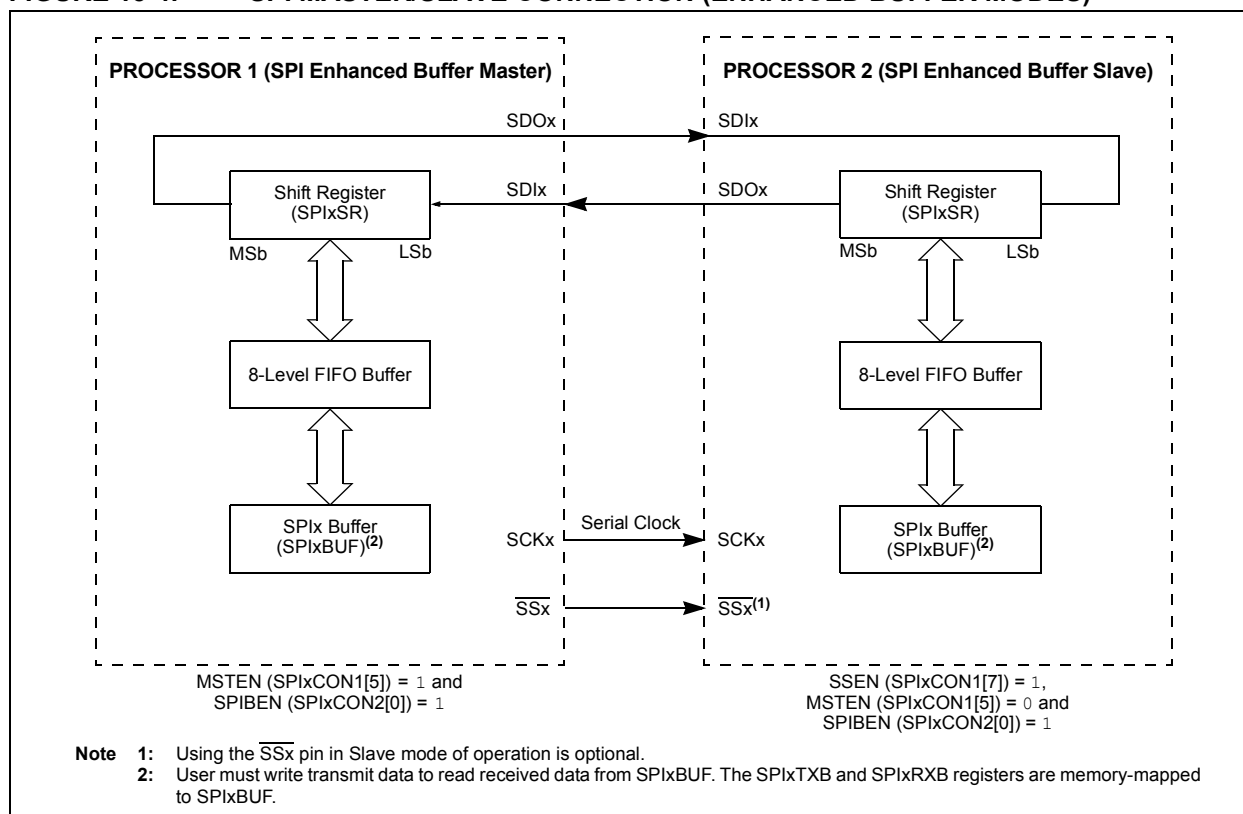 PROCESSOR 1 (SPI Enhanced Buffer Master)
PROCESSOR 2 (SPI Enhanced Buffer Slave)
SDOx
SDIx
Shift Register
(SPIxSR)
SDIx
SDOx
Shift Register
(SPIxSR)
MSb
LSb
MSb
LSb
8-Level FIFO Buffer
8-Level FIFO Buffer
SPIx Buffer
(SPIxBUF)(2)
SCKx
Serial Clock
SCKx
SPIx Buffer
(SPIxBUF)(2)
SSx
SSx(1)
MSTEN (SPIxCON1[5]) = 1 and
SPIBEN (SPIxCON2[0]) = 1
SSEN (SPIxCON1[7]) = 1,
MSTEN (SPIxCON1[5]) = 0 and
SPIBEN (SPIxCON2[0]) = 1
Note 1: Using the SSx pin in Slave mode of operation is optional.
2: User must write transmit data to read received data from SPIxBUF. The SPIxTXB and SPIxRXB registers are memory-mapped
to SPIxBUF.